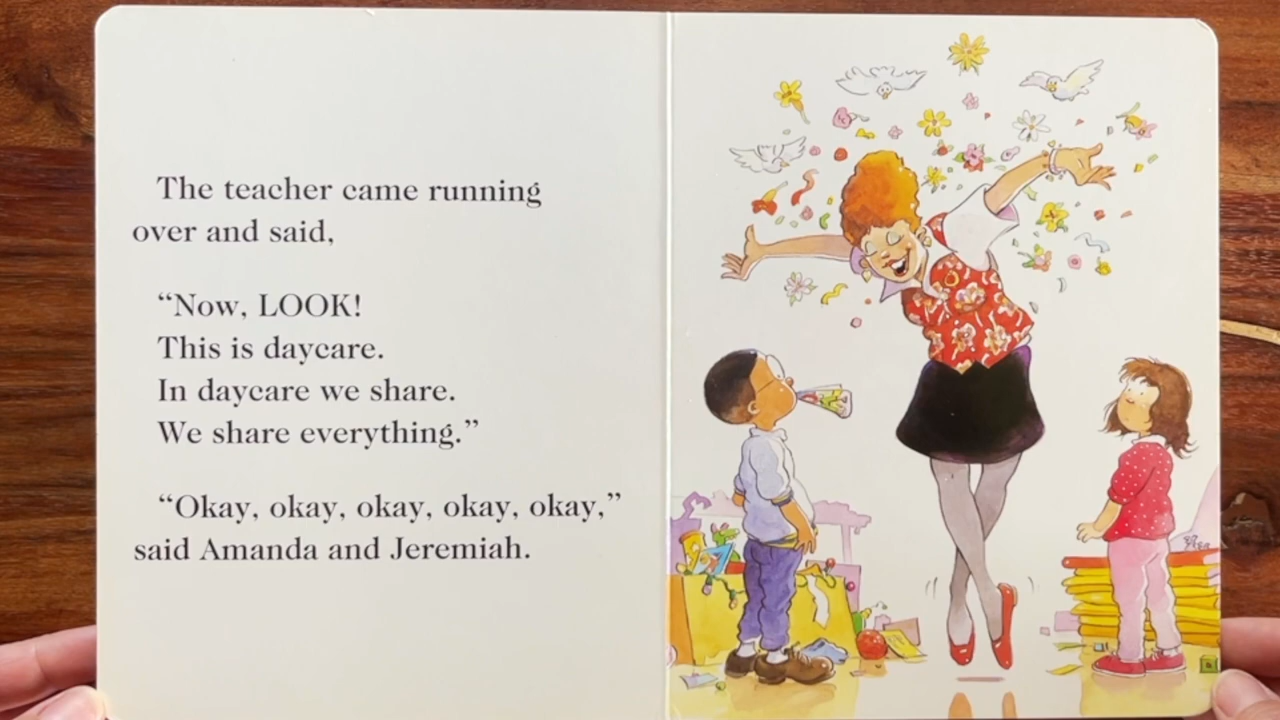 The teacher came running
over and said,
“Now, LOOK!
This is daycare.
In daycare we share.
We share everything.”
“Okay, okay, okay, okay, okay,”
said Amanda and Jeremiah.